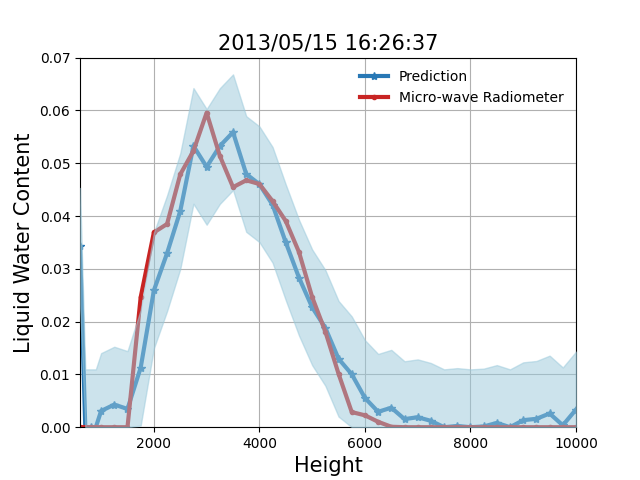 2013/05/15 16:26:37
Prediction
Micro-wave Radiometer
Liquid Water Content
0.07
0.06
0.05
0.04
0.03
0.02
0.01
0.00
2000 4000 6000 8000 10000
Height